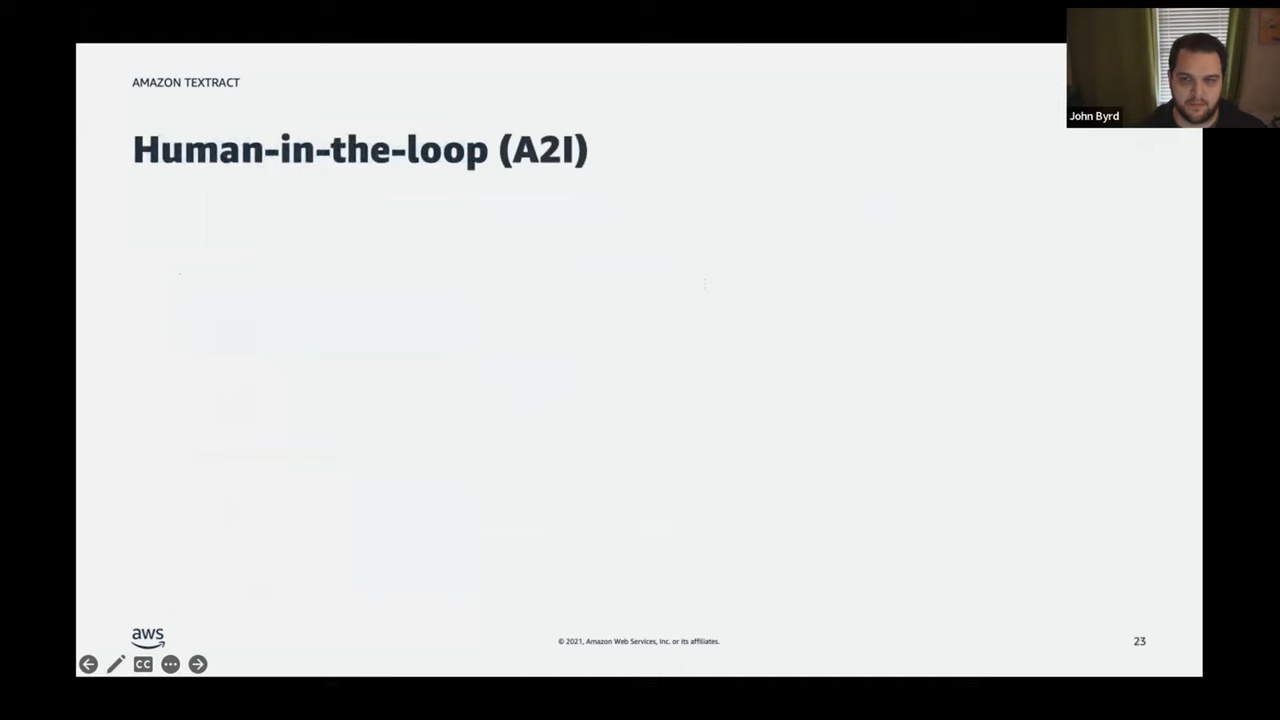 AMAZON TEXTRACT
Human-in-the-loop (A2I)
John Byrd
aws
© 2021, Amazon Web Services, Inc. or its affiliates.
23
CC